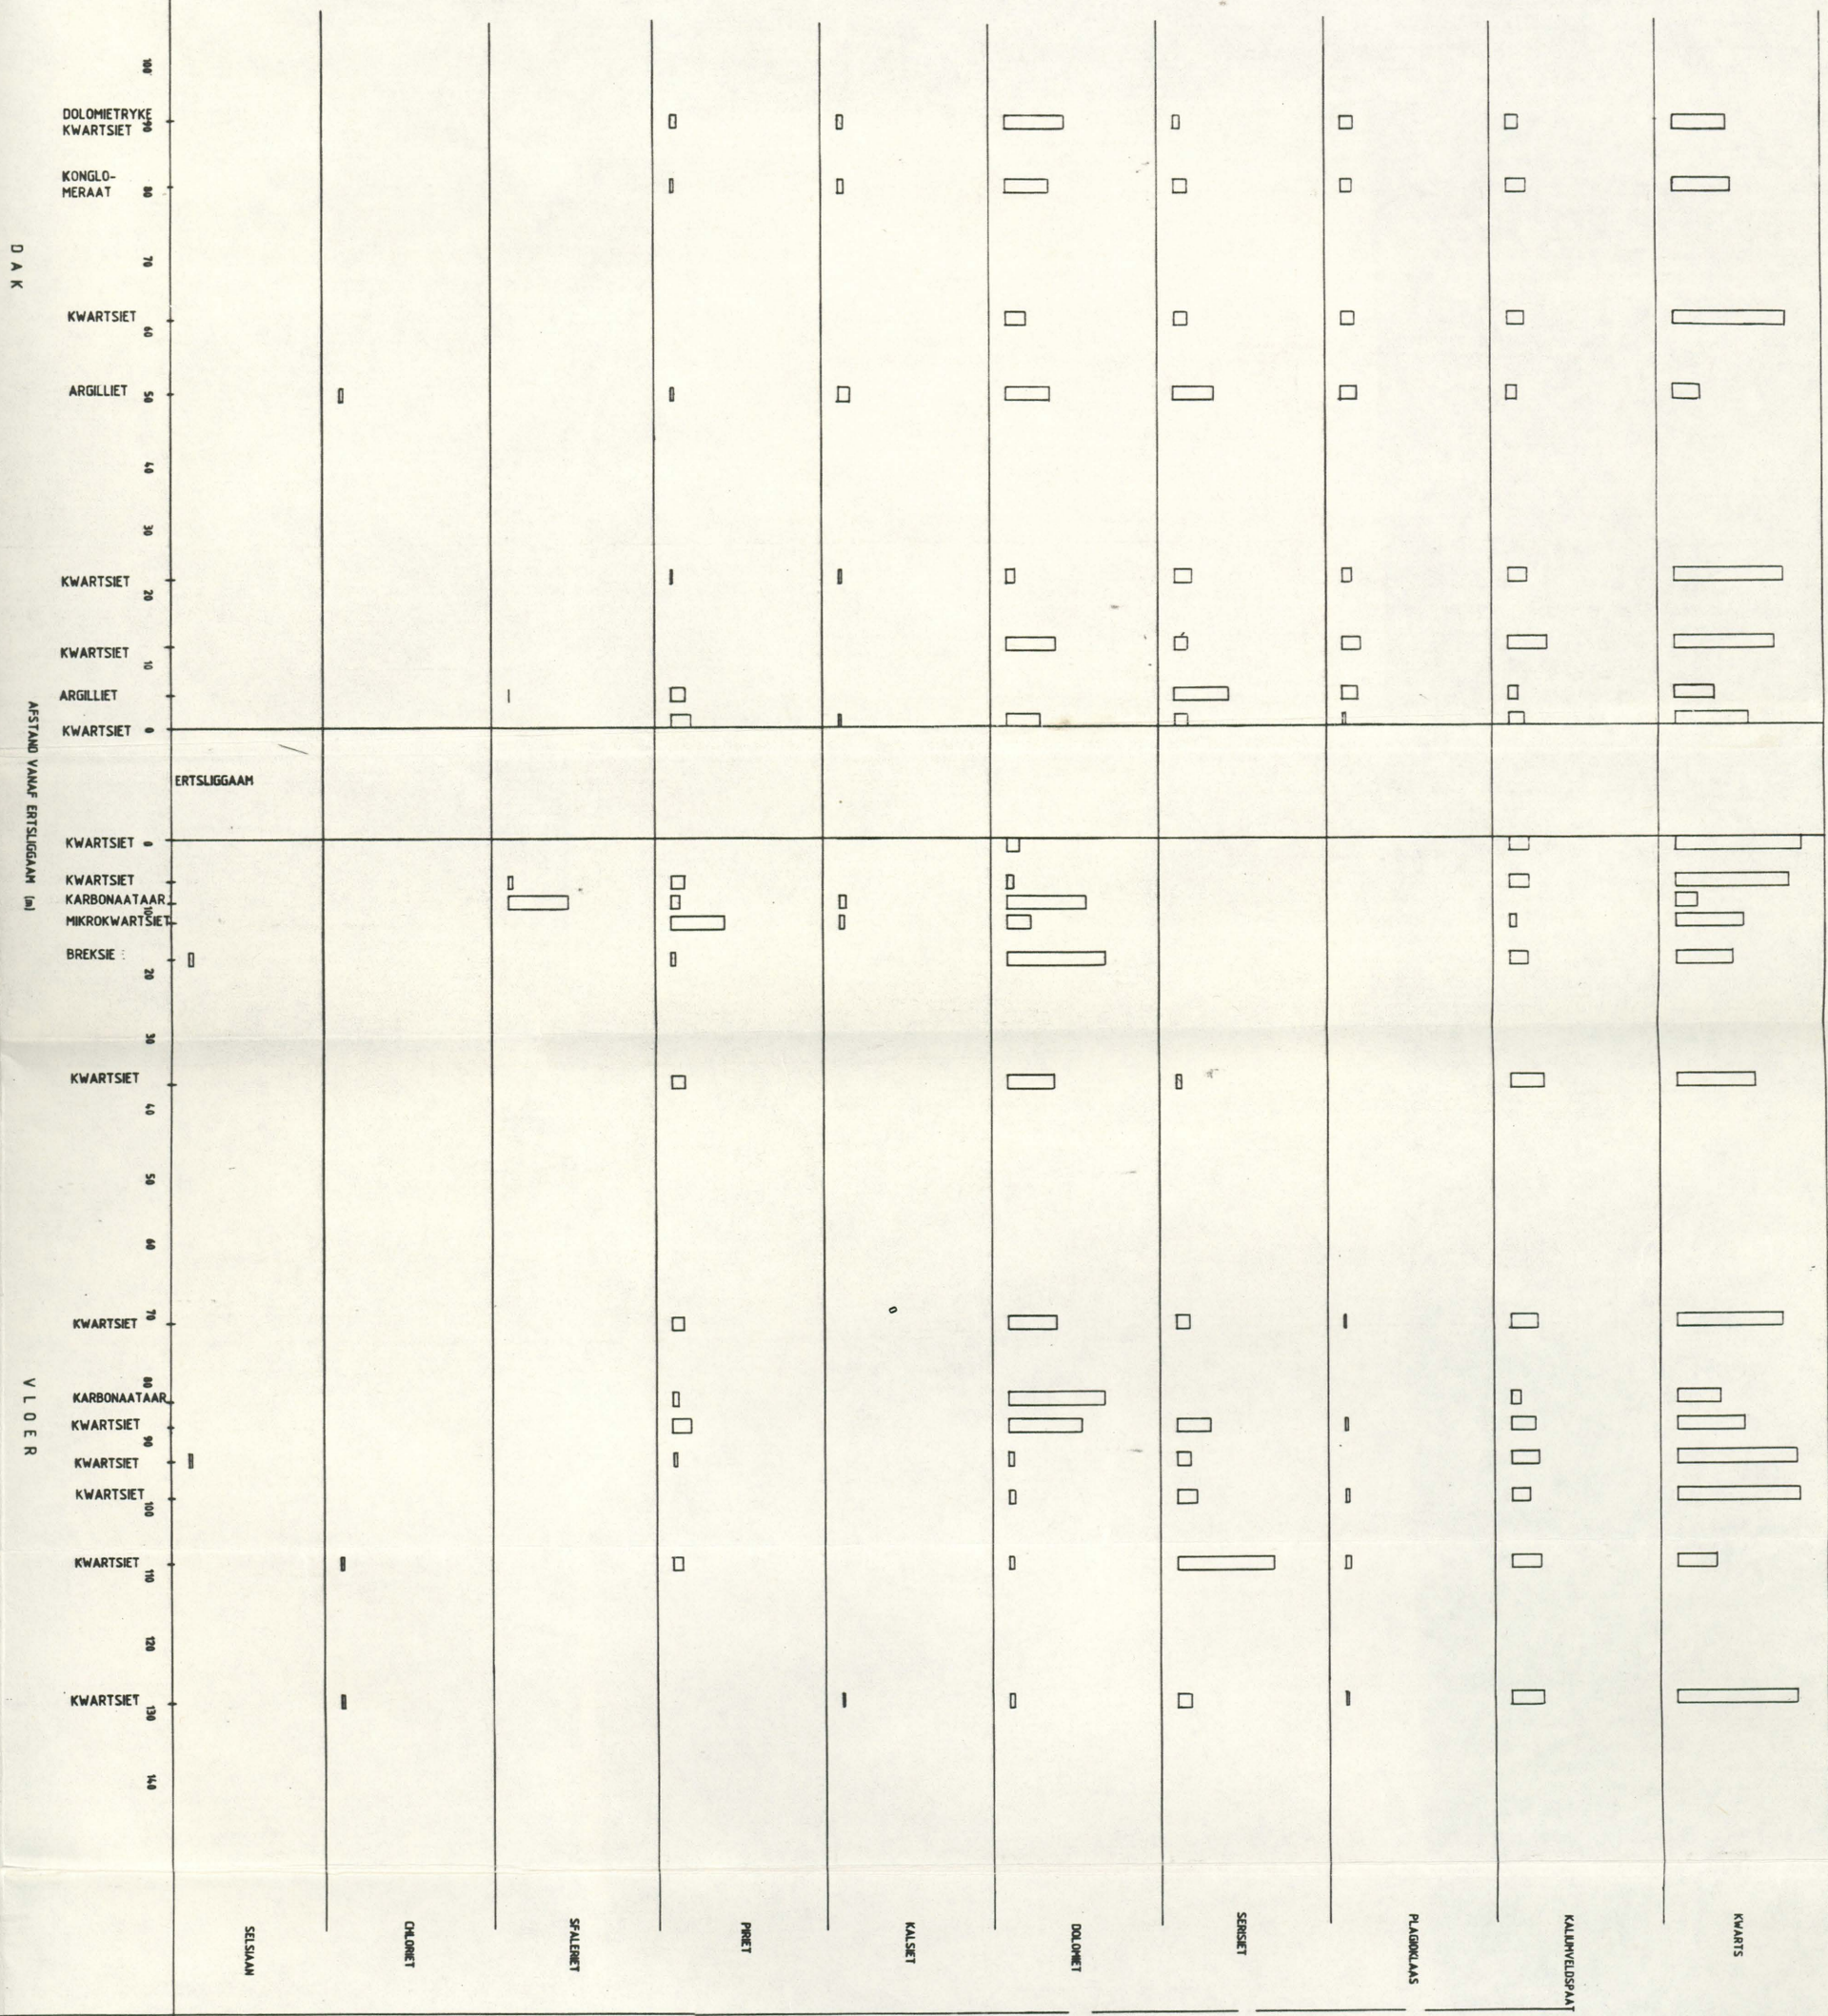 100
DOLOMIETRYKE
KWARTSIET
90
KONGLO-
MERAAT
80
DAK
70
KWARTSIET
60
ARGILLIET
50
40
30
KWARTSIET
20
KWARTSIET
10
ARGILLIET
KWARTSIET
0
AFSTAND VANAF ERTSLIGGAAM (m)
ERTSLIGGAAM
KWARTSIET
0
KWARTSIET
KARBONAATAAR
10
MIKROKWARTSIET
BREKSIE
20
30
KWARTSIET
40
50
60
70
KWARTSIET
80
VLOER
KARBONAATAAR
KWARTSIET
90
KWARTSIET
KWARTSIET
100
KWARTSIET
110
120
KWARTSIET
130
140
SELSIAAN
CHLORIET
SFALERIET
PIRIET
KALSIET
DOLOMIET
SERISIET
PLAGIOKLAAS
KALIUMVELDSPAAT
KWARTS